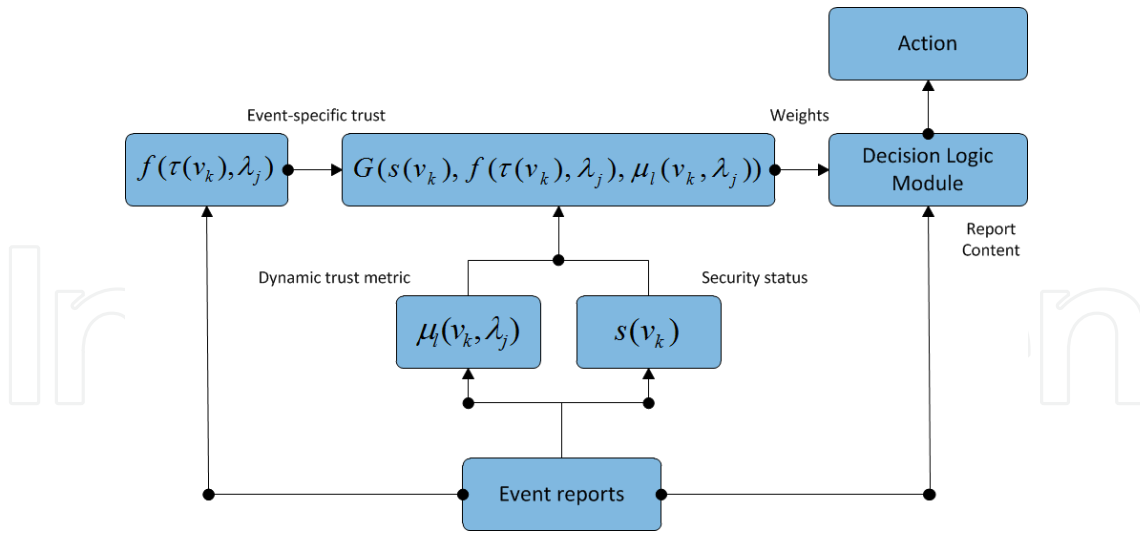 Action
Event-specific trust
Weights
f(τ(v_k),λ_j)
G(s(v_k), f(τ(v_k),λ_j), μ_l(v_k,λ_j))
Decision Logic
Module
Report
Content
Dynamic trust metric
Security status
μ_l(v_k,λ_j)
s(v_k)
Event reports